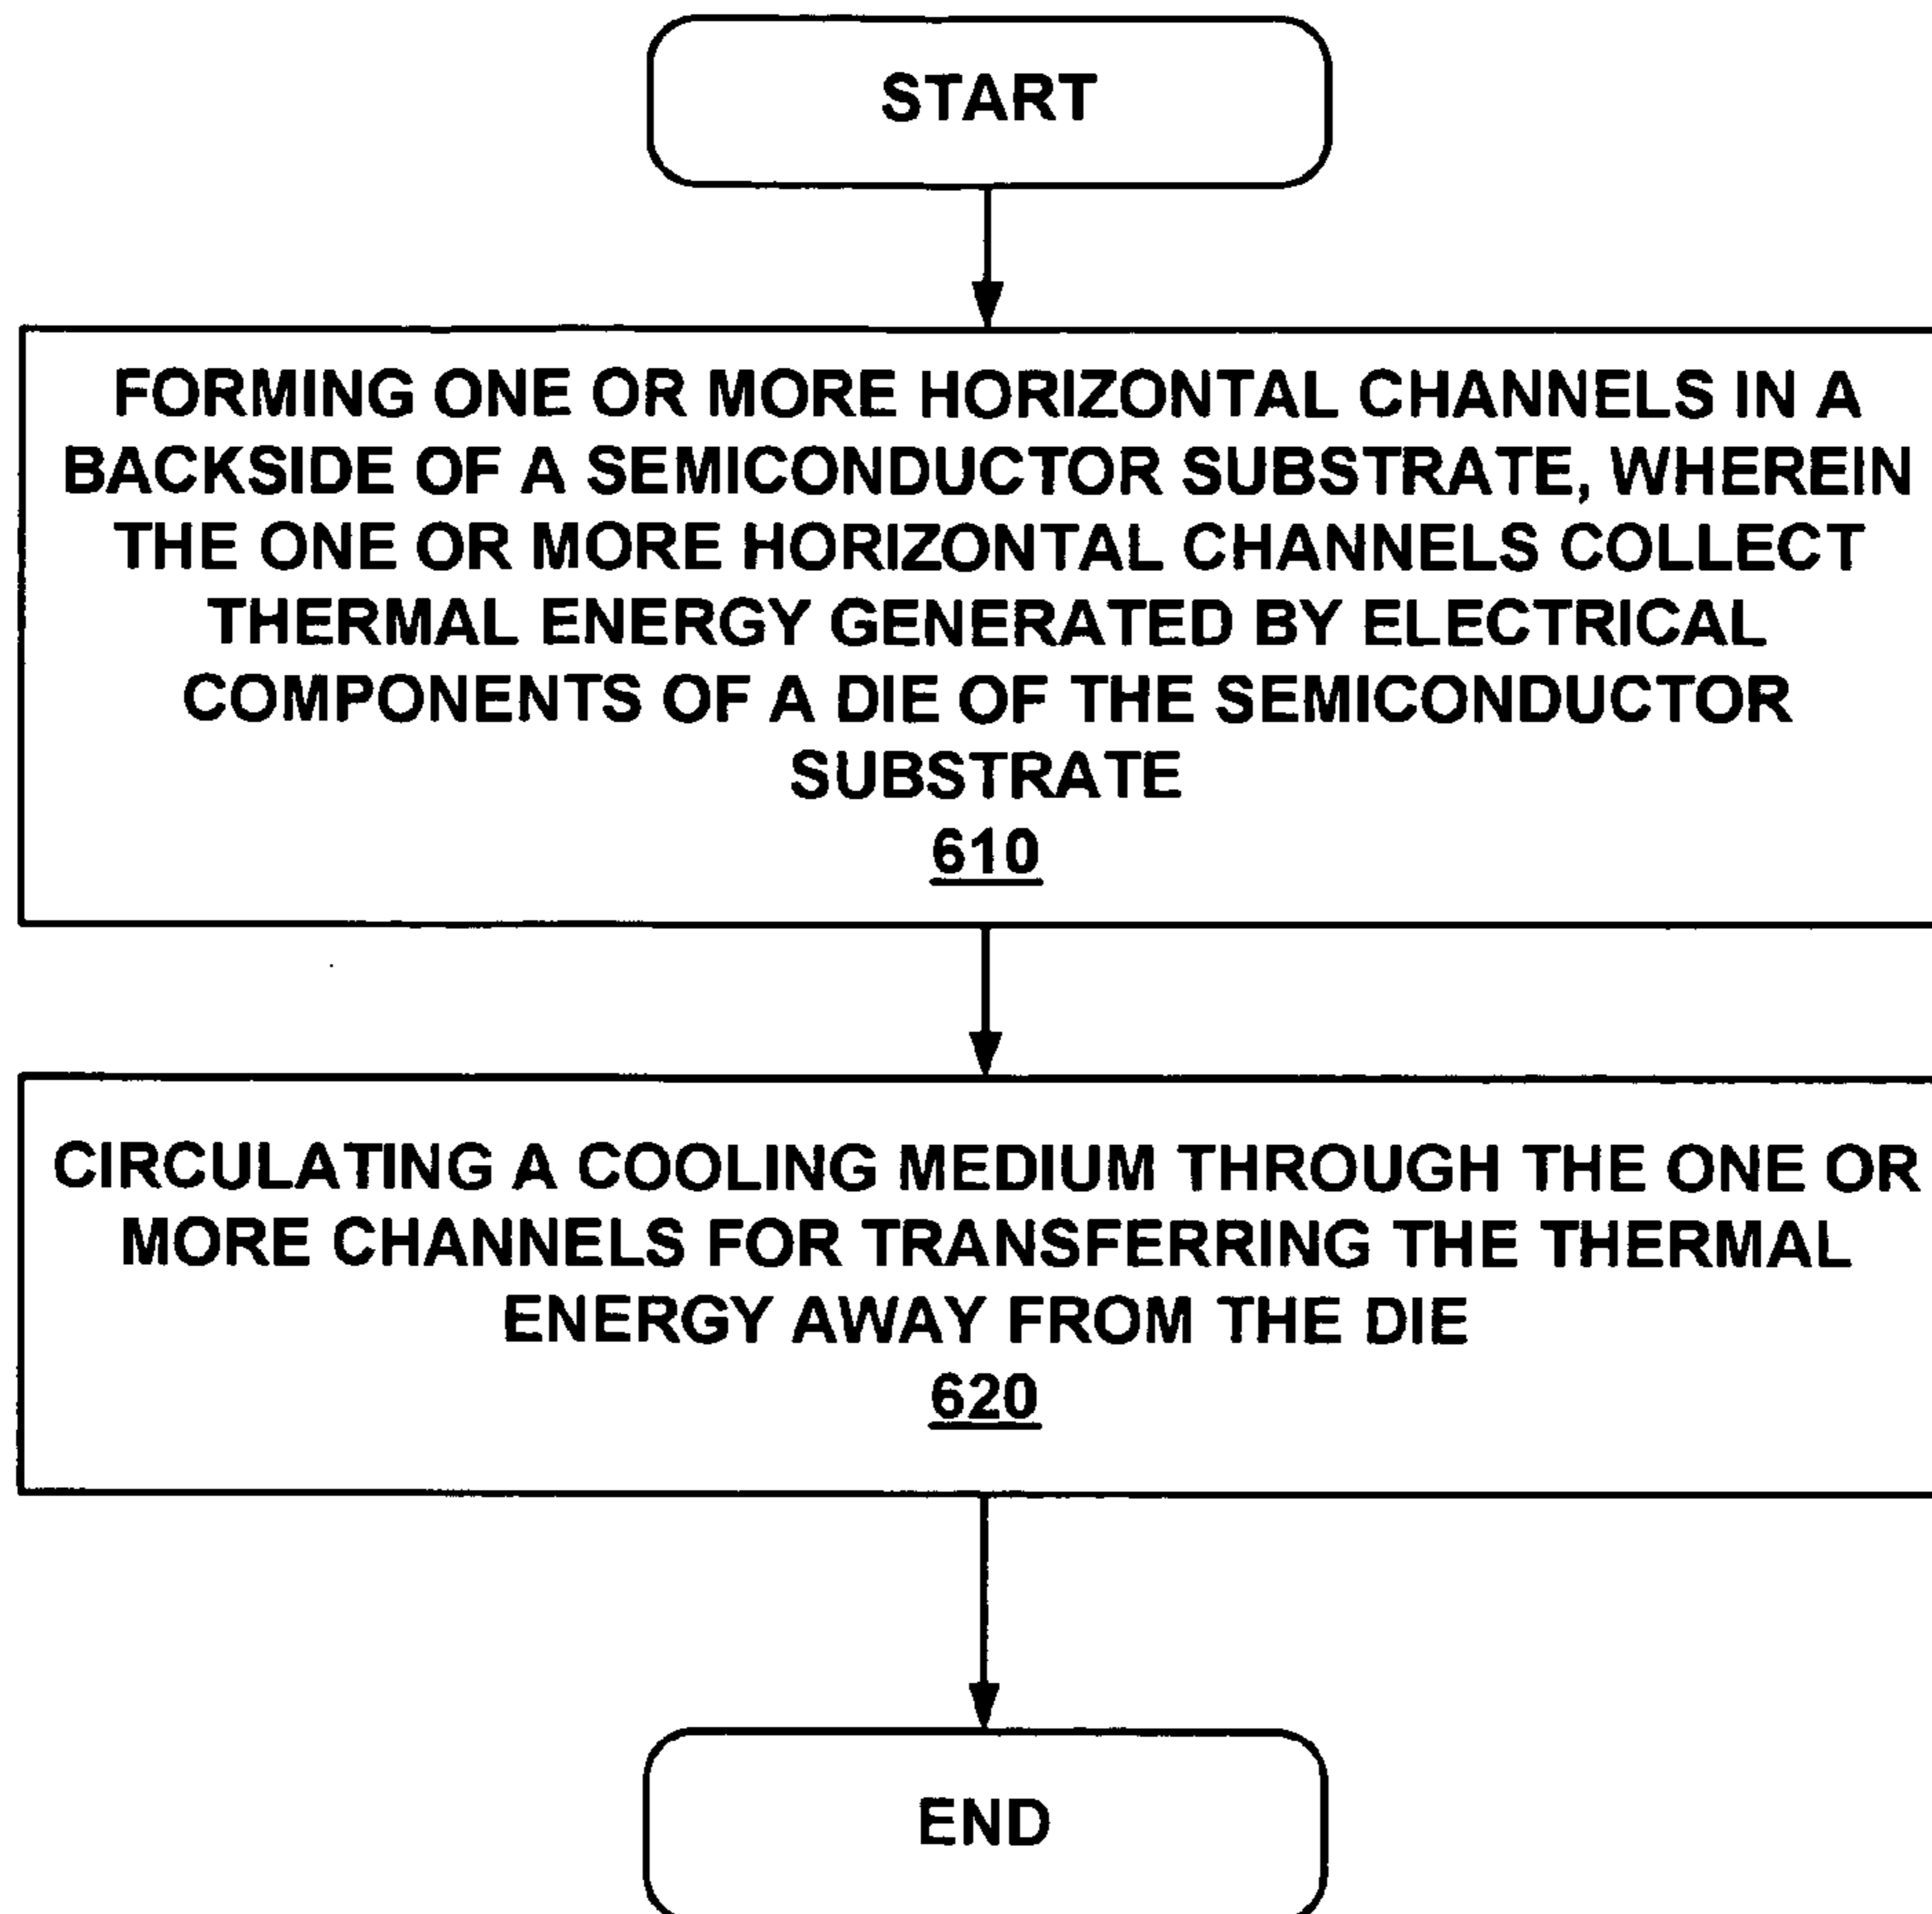 START
FORMING ONE OR MORE HORIZONTAL CHANNELS IN A
BACKSIDE OF A SEMICONDUCTOR SUBSTRATE, WHEREIN
THE ONE OR MORE HORIZONTAL CHANNELS COLLECT
THERMAL ENERGY GENERATED BY ELECTRICAL
COMPONENTS OF A DIE OF THE SEMICONDUCTOR
SUBSTRATE
610
CIRCULATING A COOLING MEDIUM THROUGH THE ONE OR
MORE CHANNELS FOR TRANSFERRING THE THERMAL
ENERGY AWAY FROM THE DIE
620
END